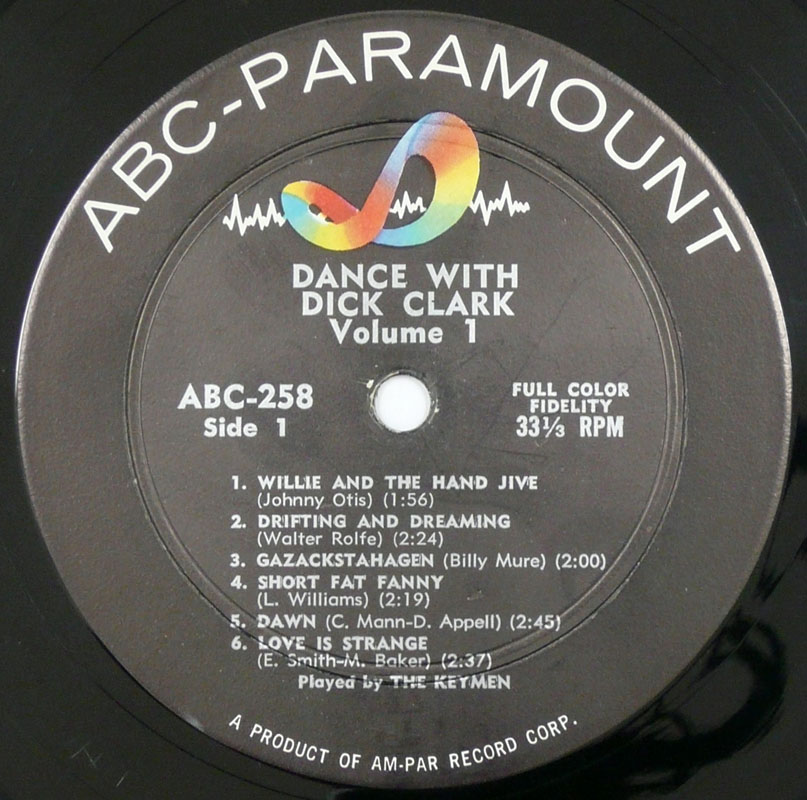 ABC-PARAMOUNT
DANCE WITH
DICK CLARK
Volume 1
ABC-258
Side 1
FULL COLOR
FIDELITY
33⅓ RPM
1. WILLIE AND THE HAND JIVE
(Johnny Otis) (1:56)
2. DRIFTING AND DREAMING
(Walter Rolfe) (2:24)
3. GAZACKSTAHAGEN (Billy Mure) (2:00)
4. SHORT FAT FANNY
(L. Williams) (2:19)
5. DAWN (C. Mann-D. Appell) (2:45)
6. LOVE IS STRANGE
(E. Smith-M. Baker) (2:37)
Played by THE KEYMEN
A PRODUCT OF AM-PAR RECORD CORP.